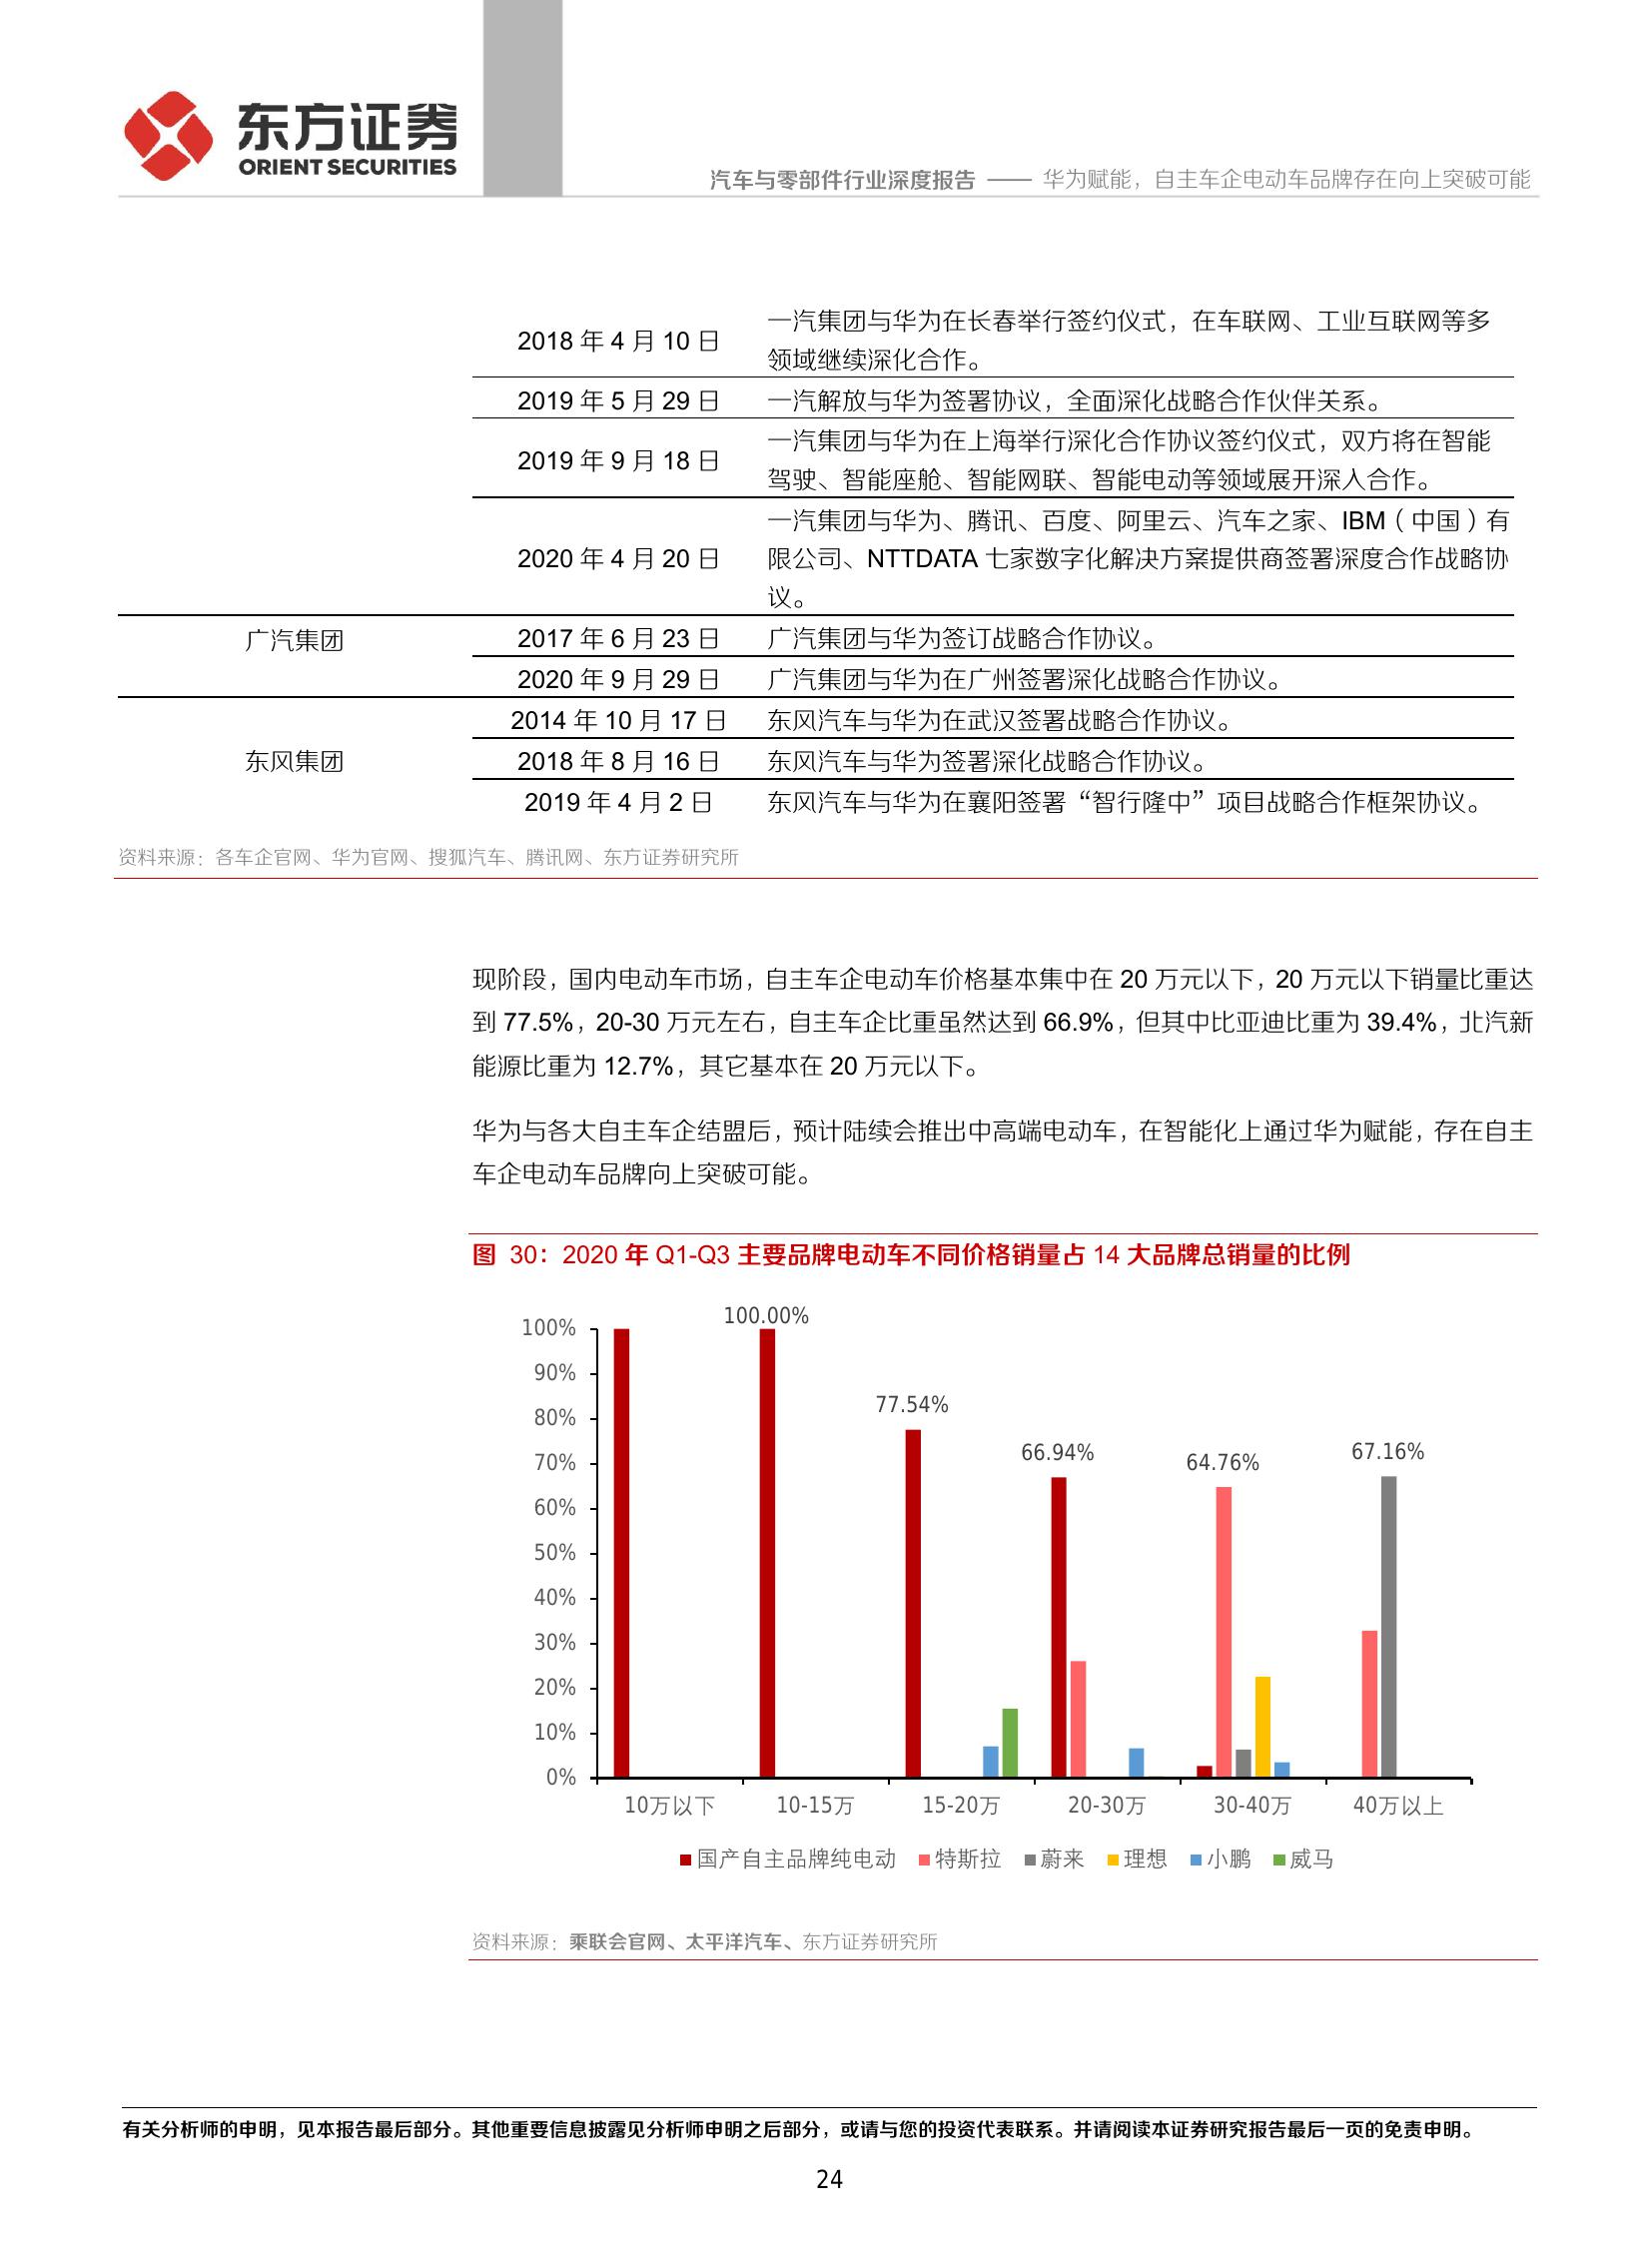 东方证券
ORIENT SECURITIES
汽车与零部件行业深度报告 —— 华为赋能，自主车企电动车品牌存在向上突破可能
2018 年 4 月 10 日
一汽集团与华为在长春举行签约仪式，在车联网、工业互联网等多
领域继续深化合作。
2019 年 5 月 29 日
一汽解放与华为签署协议，全面深化战略合作伙伴关系。
2019 年 9 月 18 日
一汽集团与华为在上海举行深化合作协议签约仪式，双方将在智能
驾驶、智能座舱、智能网联、智能电动等领域展开深入合作。
2020 年 4 月 20 日
一汽集团与华为、腾讯、百度、阿里云、汽车之家、IBM（中国）有
限公司、NTTDATA 七家数字化解决方案提供商签署深度合作战略协
议。
广汽集团
2017 年 6 月 23 日
广汽集团与华为签订战略合作协议。
2020 年 9 月 29 日
广汽集团与华为在广州签署深化战略合作协议。
东风集团
2014 年 10 月 17 日
东风汽车与华为在武汉签署战略合作协议。
2018 年 8 月 16 日
东风汽车与华为签署深化战略合作协议。
2019 年 4 月 2 日
东风汽车与华为在襄阳签署“智行隆中”项目战略合作框架协议。
资料来源：各车企官网、华为官网、搜狐汽车、腾讯网、东方证券研究所
现阶段，国内电动车市场，自主车企电动车价格基本集中在 20 万元以下，20 万元以下销量比重达
到 77.5%，20-30 万元左右，自主车企比重虽然达到 66.9%，但其中比亚迪比重为 39.4%，北汽新
能源比重为 12.7%，其它基本在 20 万元以下。
华为与各大自主车企结盟后，预计陆续会推出中高端电动车，在智能化上通过华为赋能，存在自主
车企电动车品牌向上突破可能。
图 30：2020 年 Q1-Q3 主要品牌电动车不同价格销量占 14 大品牌总销量的比例
100.00%
77.54%
66.94%
64.76%
67.16%
100%
90%
80%
70%
60%
50%
40%
30%
20%
10%
0%
10万以下 10-15万 15-20万 20-30万 30-40万 40万以上
国产自主品牌纯电动 特斯拉 蔚来 理想 小鹏 威马
资料来源：乘联会官网、太平洋汽车、东方证券研究所
有关分析师的申明，见本报告最后部分。其他重要信息披露见分析师申明之后部分，或请与您的投资代表联系。并请阅读本证券研究报告最后一页的免责申明。
24